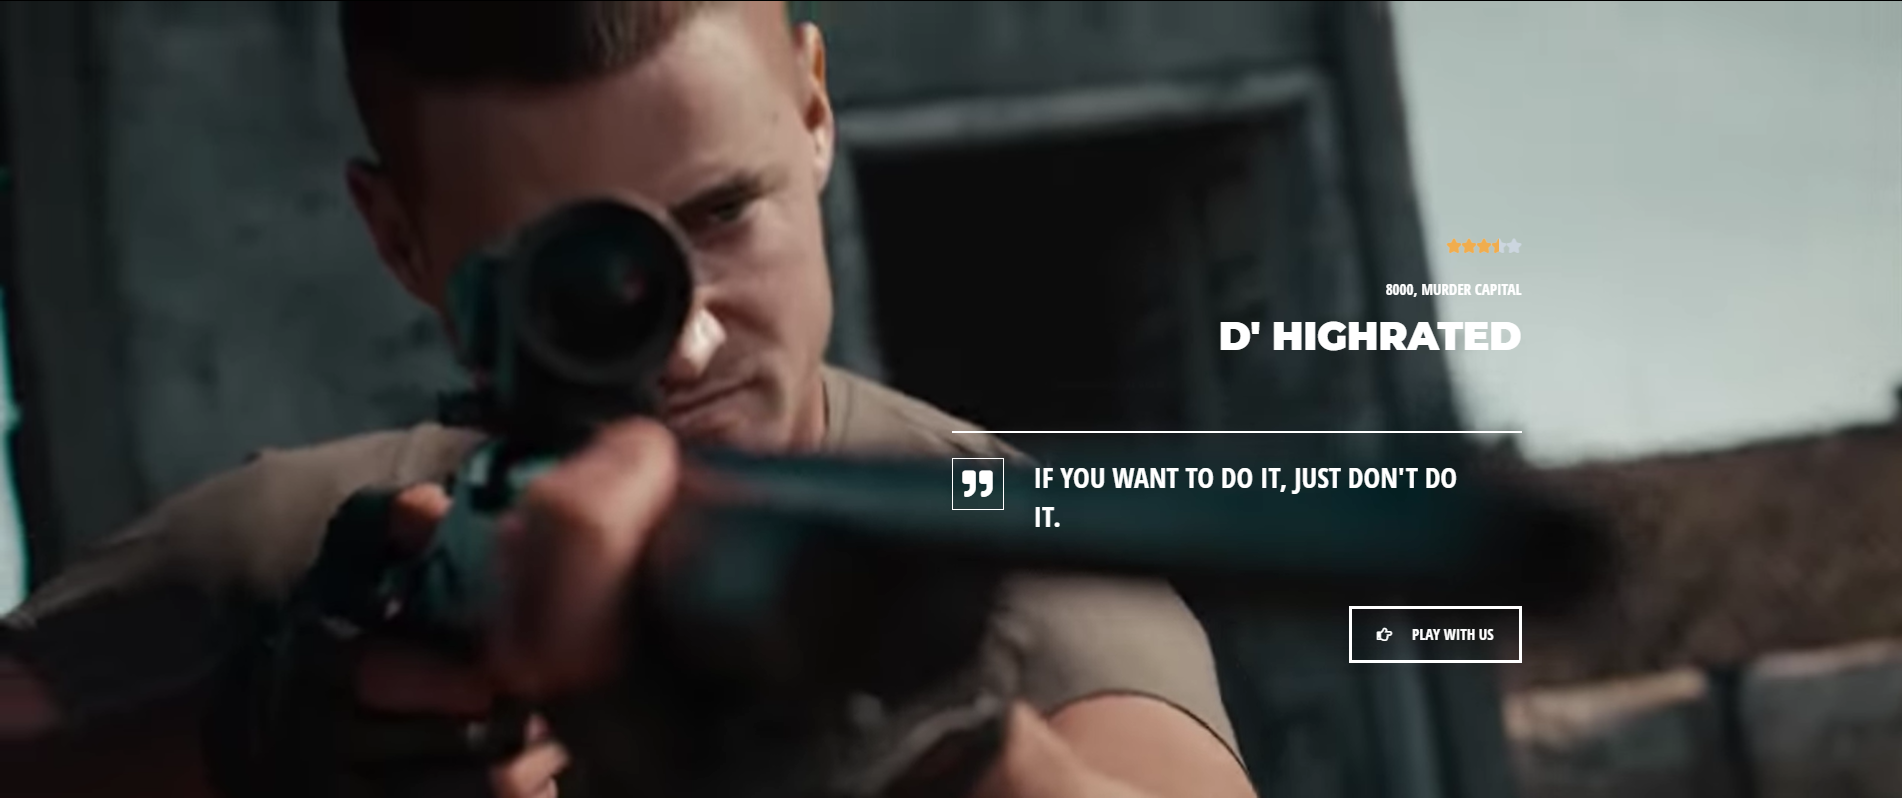 8000, MURDER CAPITAL
D' HIGHRATED
IF YOU WANT TO DO IT, JUST DON'T DO
IT.
PLAY WITH US